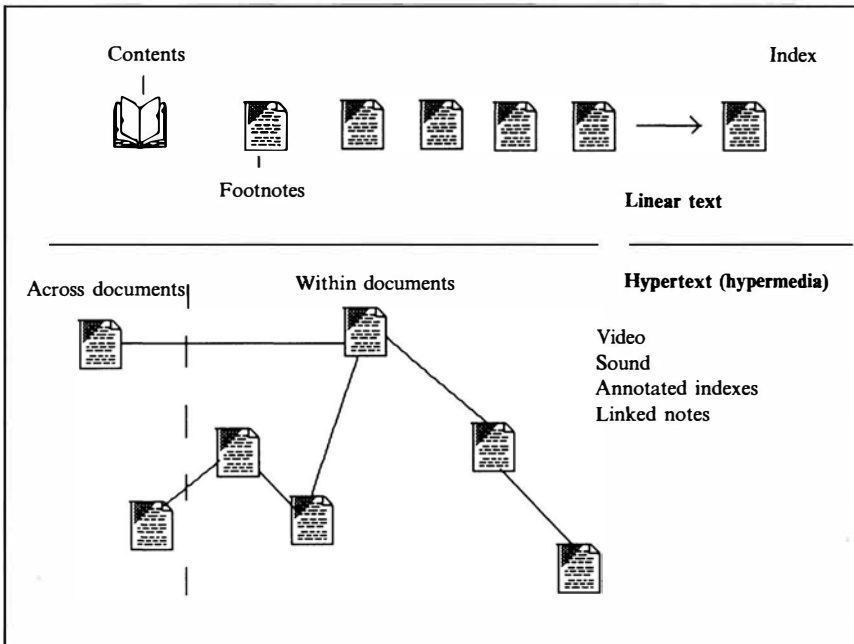 Contents
Index
Footnotes
Linear text
Across documents
Within documents
Hypertext (hypermedia)
Video
Sound
Annotated indexes
Linked notes